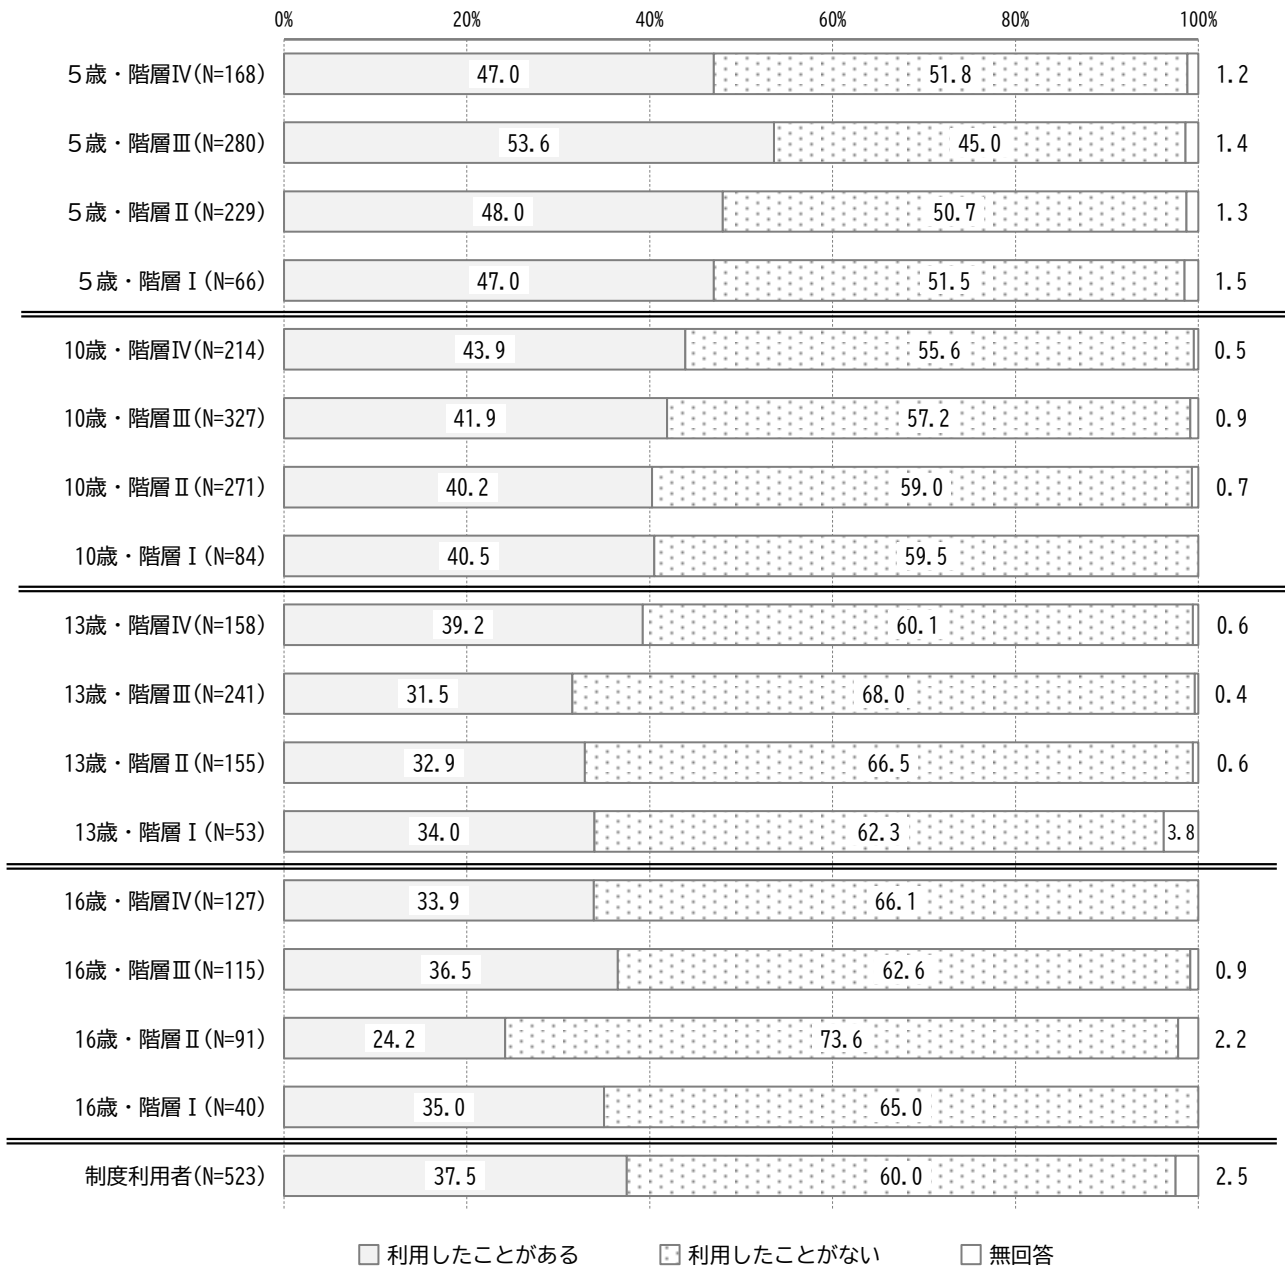 0% 20% 40% 60% 80% 100%
５歳・階層Ⅳ(N=168) 47.0 51.8 1.2
５歳・階層Ⅲ(N=280) 53.6 45.0 1.4
５歳・階層Ⅱ(N=229) 48.0 50.7 1.3
５歳・階層Ⅰ(N=66) 47.0 51.5 1.5
10歳・階層Ⅳ(N=214) 43.9 55.6 0.5
10歳・階層Ⅲ(N=327) 41.9 57.2 0.9
10歳・階層Ⅱ(N=271) 40.2 59.0 0.7
10歳・階層Ⅰ(N=84) 40.5 59.5
13歳・階層Ⅳ(N=158) 39.2 60.1 0.6
13歳・階層Ⅲ(N=241) 31.5 68.0 0.4
13歳・階層Ⅱ(N=155) 32.9 66.5 0.6
13歳・階層Ⅰ(N=53) 34.0 62.3 3.8
16歳・階層Ⅳ(N=127) 33.9 66.1
16歳・階層Ⅲ(N=115) 36.5 62.6 0.9
16歳・階層Ⅱ(N=91) 24.2 73.6 2.2
16歳・階層Ⅰ(N=40) 35.0 65.0
制度利用者(N=523) 37.5 60.0 2.5
利用したことがある 利用したことがない 無回答